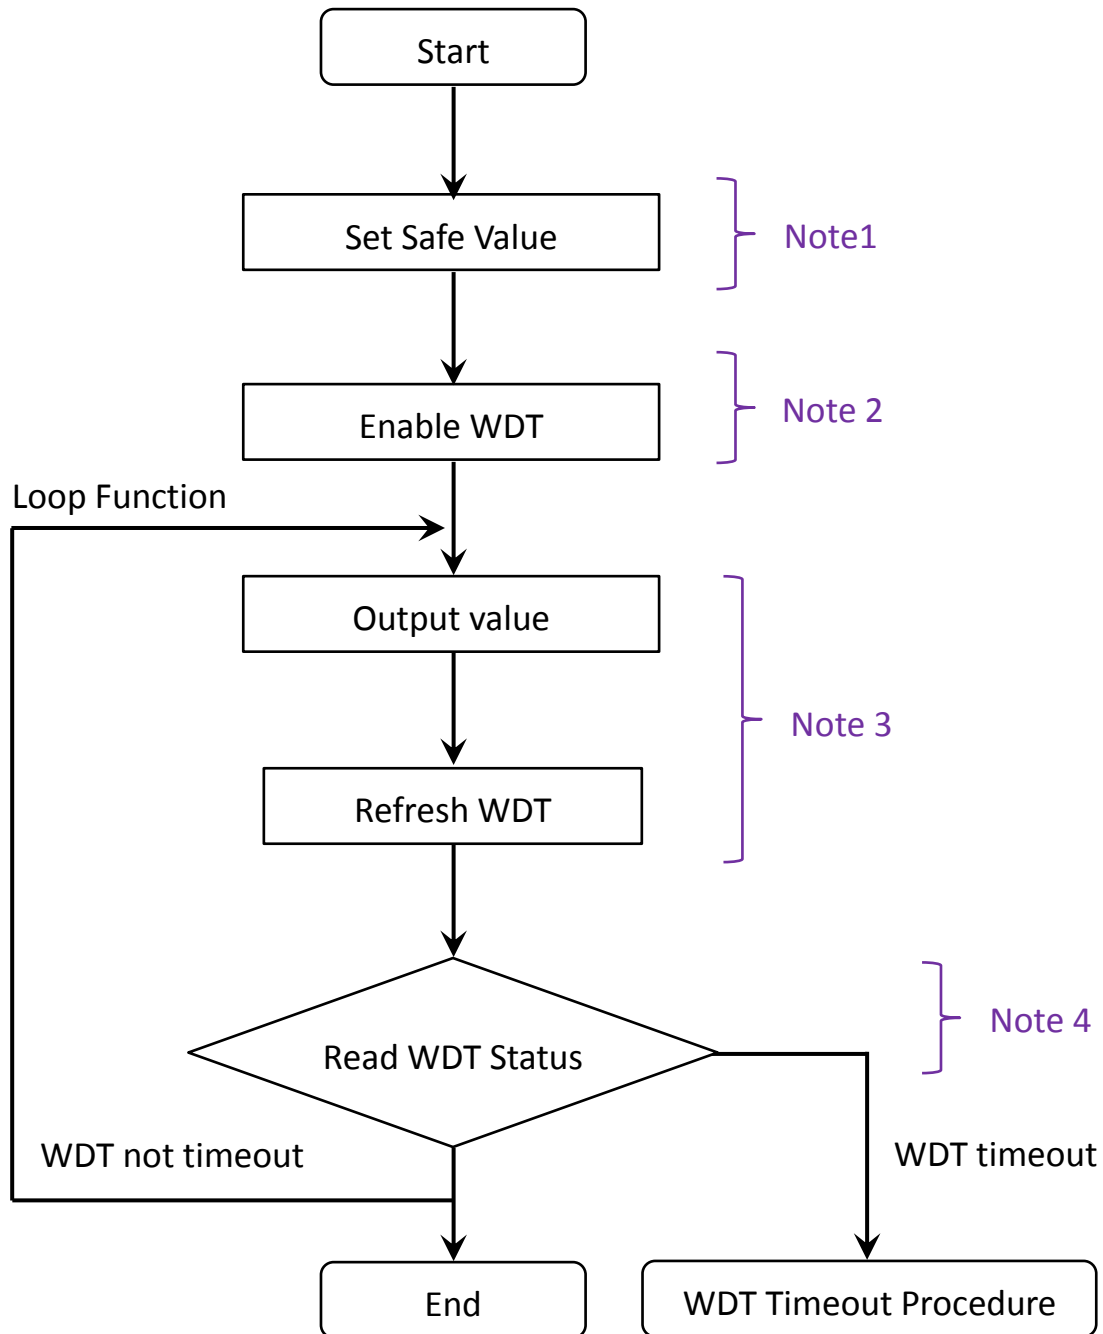 Start
Set Safe Value
Note1
Enable WDT
Note 2
Loop Function
Output value
Note 3
Refresh WDT
Read WDT Status
Note 4
WDT not timeout
WDT timeout
End
WDT Timeout Procedure